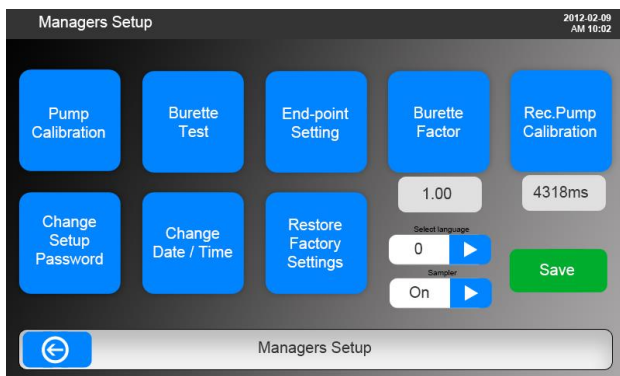 Managers Setup
2012-02-09
AM 10:02
Pump
Calibration
Burette
Test
End-point
Setting
Burette
Factor
Rec.Pump
Calibration
1.00
4318ms
Change
Setup
Password
Change
Date / Time
Restore
Factory
Settings
Select language
0
Sampler
On
Save
Managers Setup